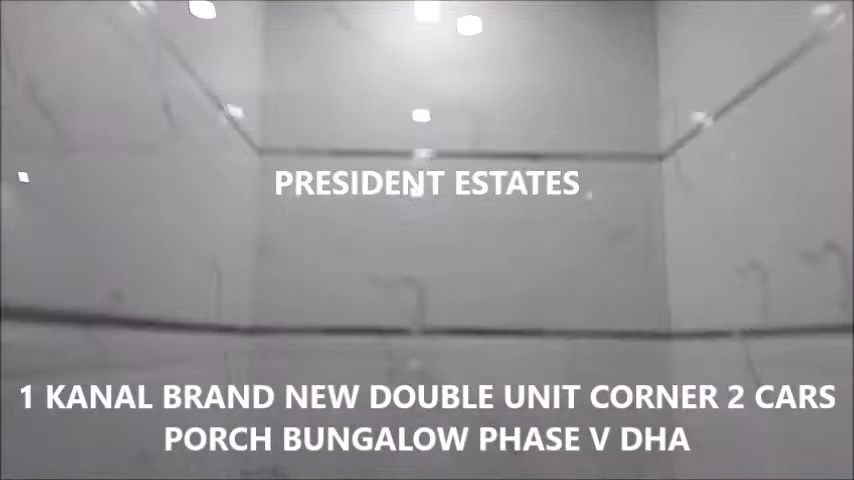 PRESIDENT ESTATES
1 KANAL BRAND NEW DOUBLE UNIT CORNER 2 CARS
PORCH BUNGALOW PHASE V DHA